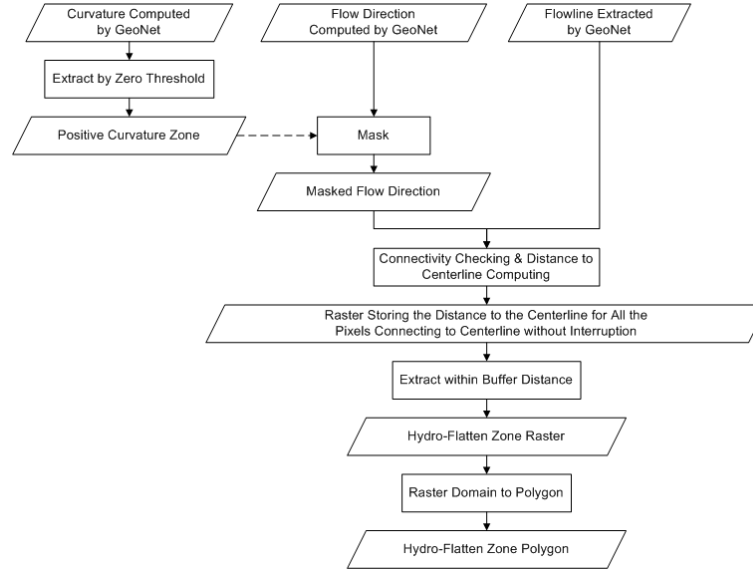 Curvature Computed
by GeoNet
Flow Direction
Computed by GeoNet
Flowline Extracted
by GeoNet
Extract by Zero Threshold
Positive Curvature Zone
Mask
Masked Flow Direction
Connectivity Checking & Distance to
Centerline Computing
Raster Storing the Distance to the Centerline for All the
Pixels Connecting to Centerline without Interruption
Extract within Buffer Distance
Hydro-Flatten Zone Raster
Raster Domain to Polygon
Hydro-Flatten Zone Polygon